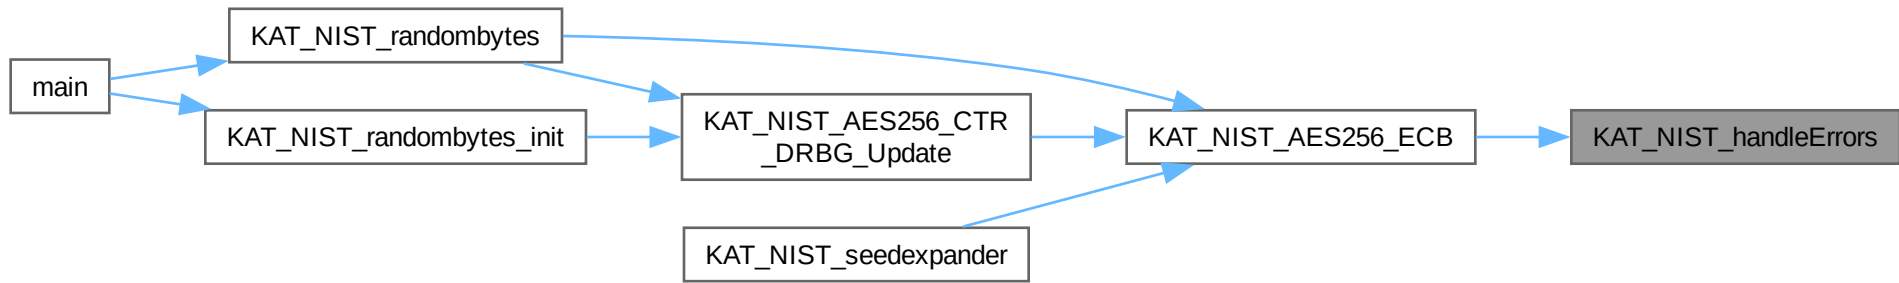 main
KAT_NIST_randombytes
KAT_NIST_randombytes_init
KAT_NIST_AES256_CTR
_DRBG_Update
KAT_NIST_seedexpander
KAT_NIST_AES256_ECB
KAT_NIST_handleErrors